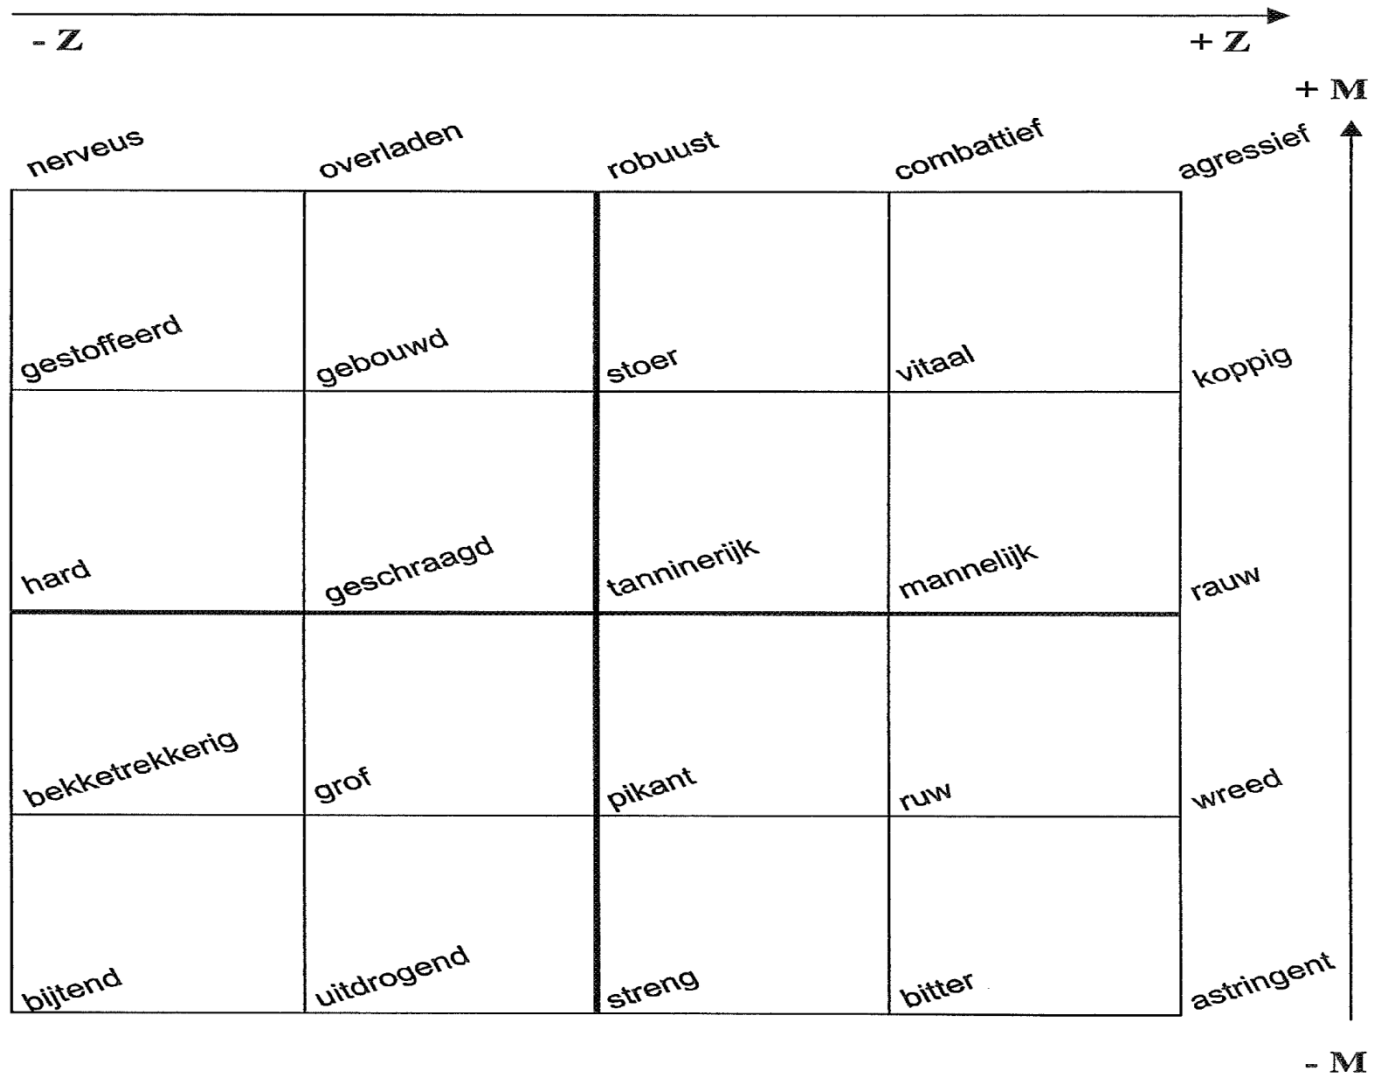 - Z + Z
+ M
nerveus overladen robuust combattief agressief
gestoffeerd gebouwd stoer vitaal koppig
hard geschraagd tanninerijk mannelijk rauw
bekketrekkerig grof pikant ruw wreed
bijtend uitdrogend streng bitter astringent
- M